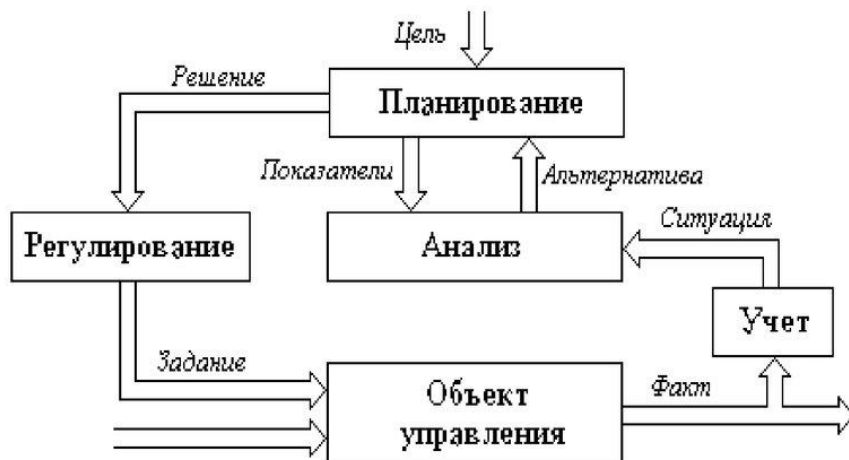 Цель
Решение
Планирование
Показатели
Альтернатива
Ситуация
Регулирование
Анализ
Учет
Задание
Объект
управления
Факт